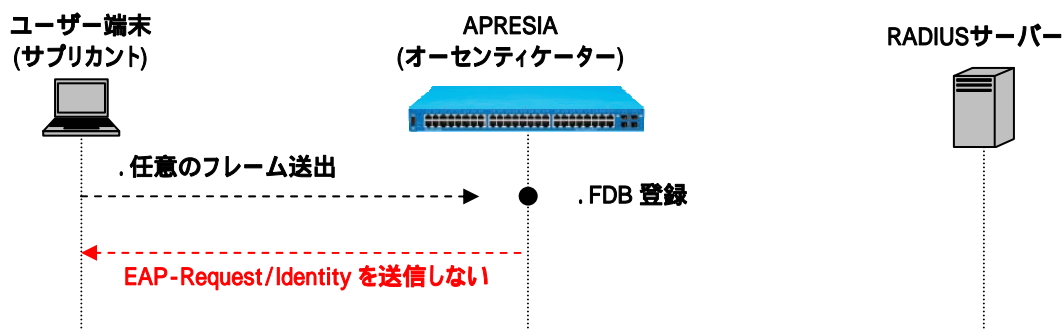 ユーザー端末
(サプリカント)
APRESIA
(オーセンティケーター)
RADIUSサーバー
. 任意のフレーム送出
. FDB 登録
EAP-Request/Identity を送信しない